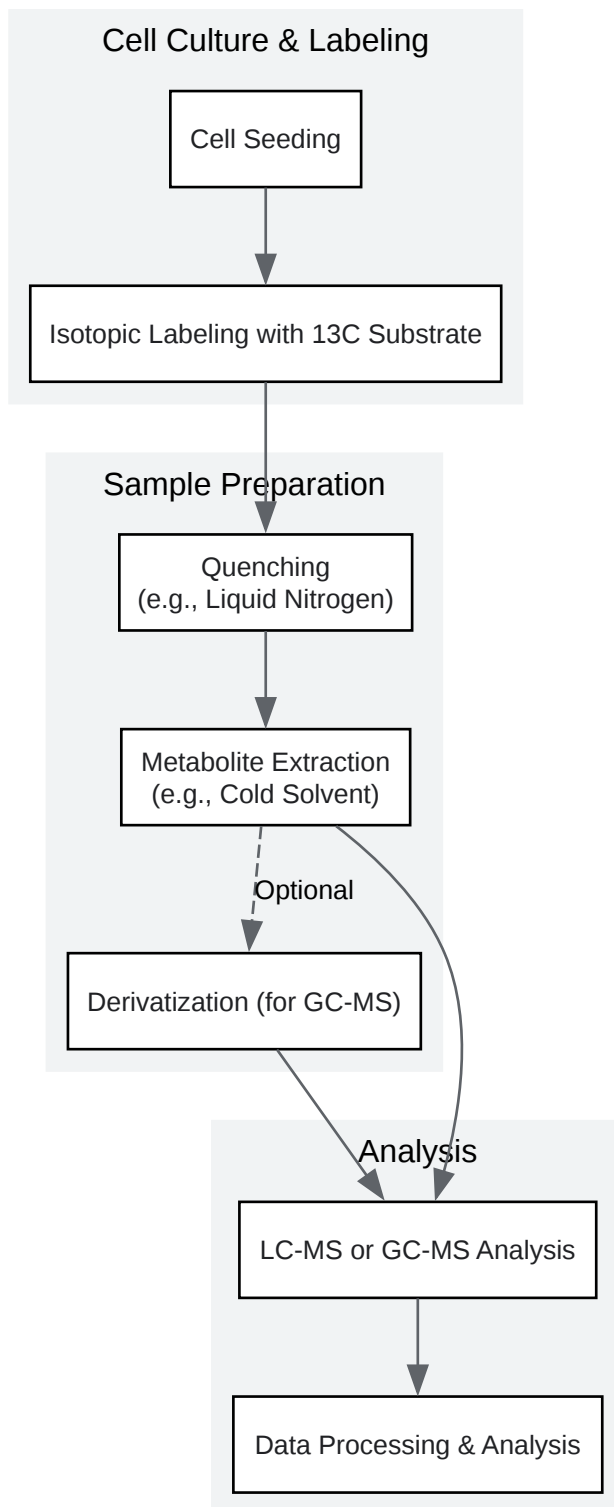 Cell Culture & Labeling
Cell Seeding
Isotopic Labeling with 13C Substrate
Sample Preparation
Quenching
(e.g., Liquid Nitrogen)
Metabolite Extraction
(e.g., Cold Solvent)
Optional
Derivatization (for GC-MS)
Analysis
LC-MS or GC-MS Analysis
Data Processing & Analysis